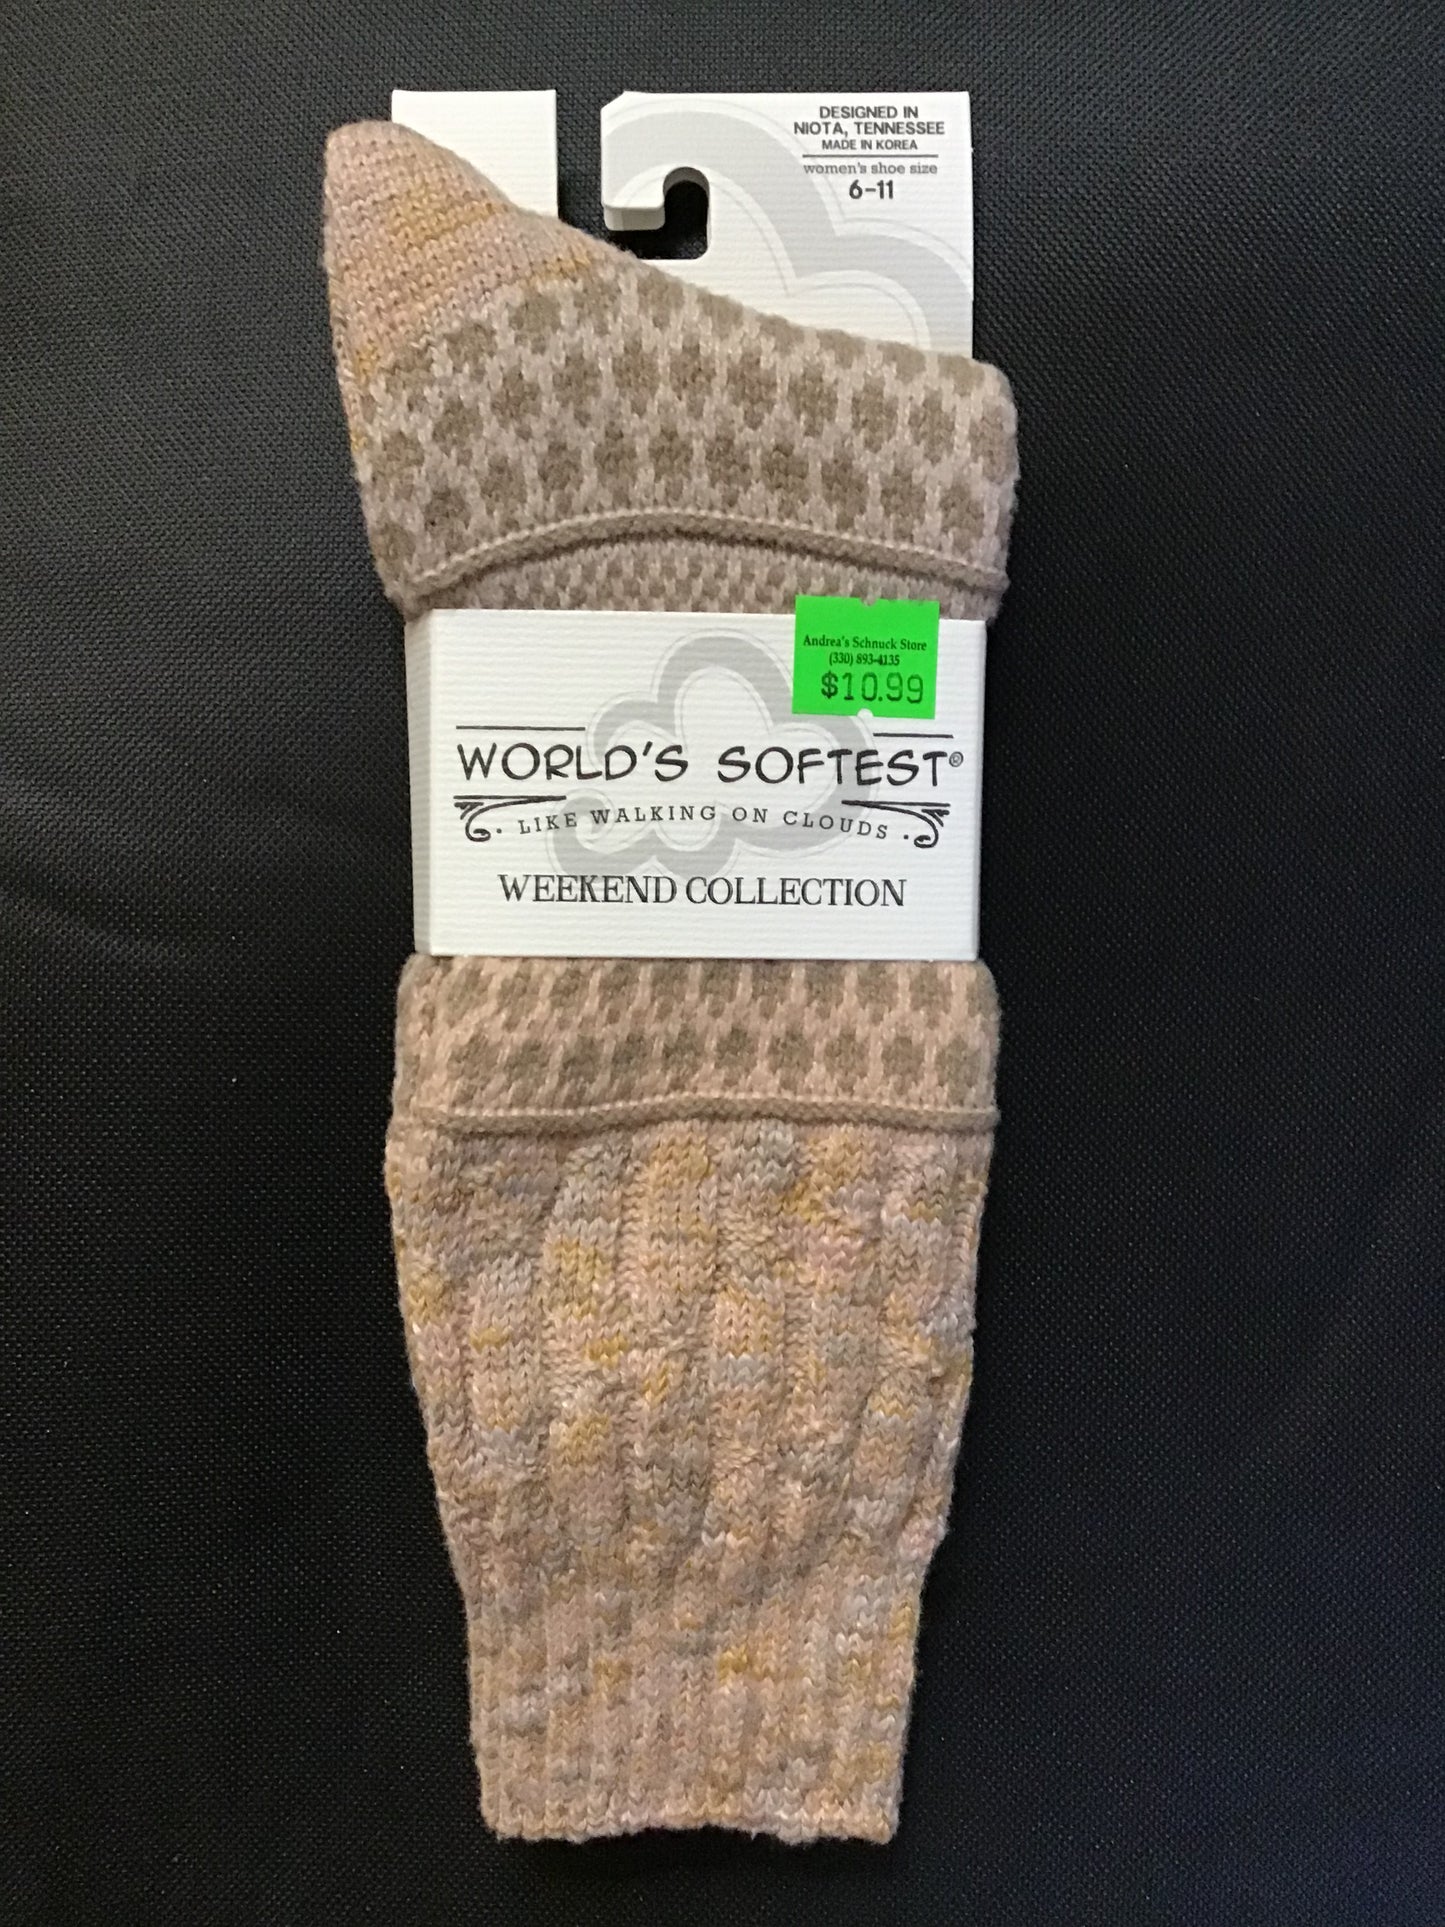 DESIGNED IN
NIOTA, TENNESSEE
MADE IN KOREA
women's shoe size
6-11
Andrea's Schnuck Store
(330) 893-4135
$10.99
WORLD'S SOFTEST®
· LIKE WALKING ON CLOUDS ·
WEEKEND COLLECTION